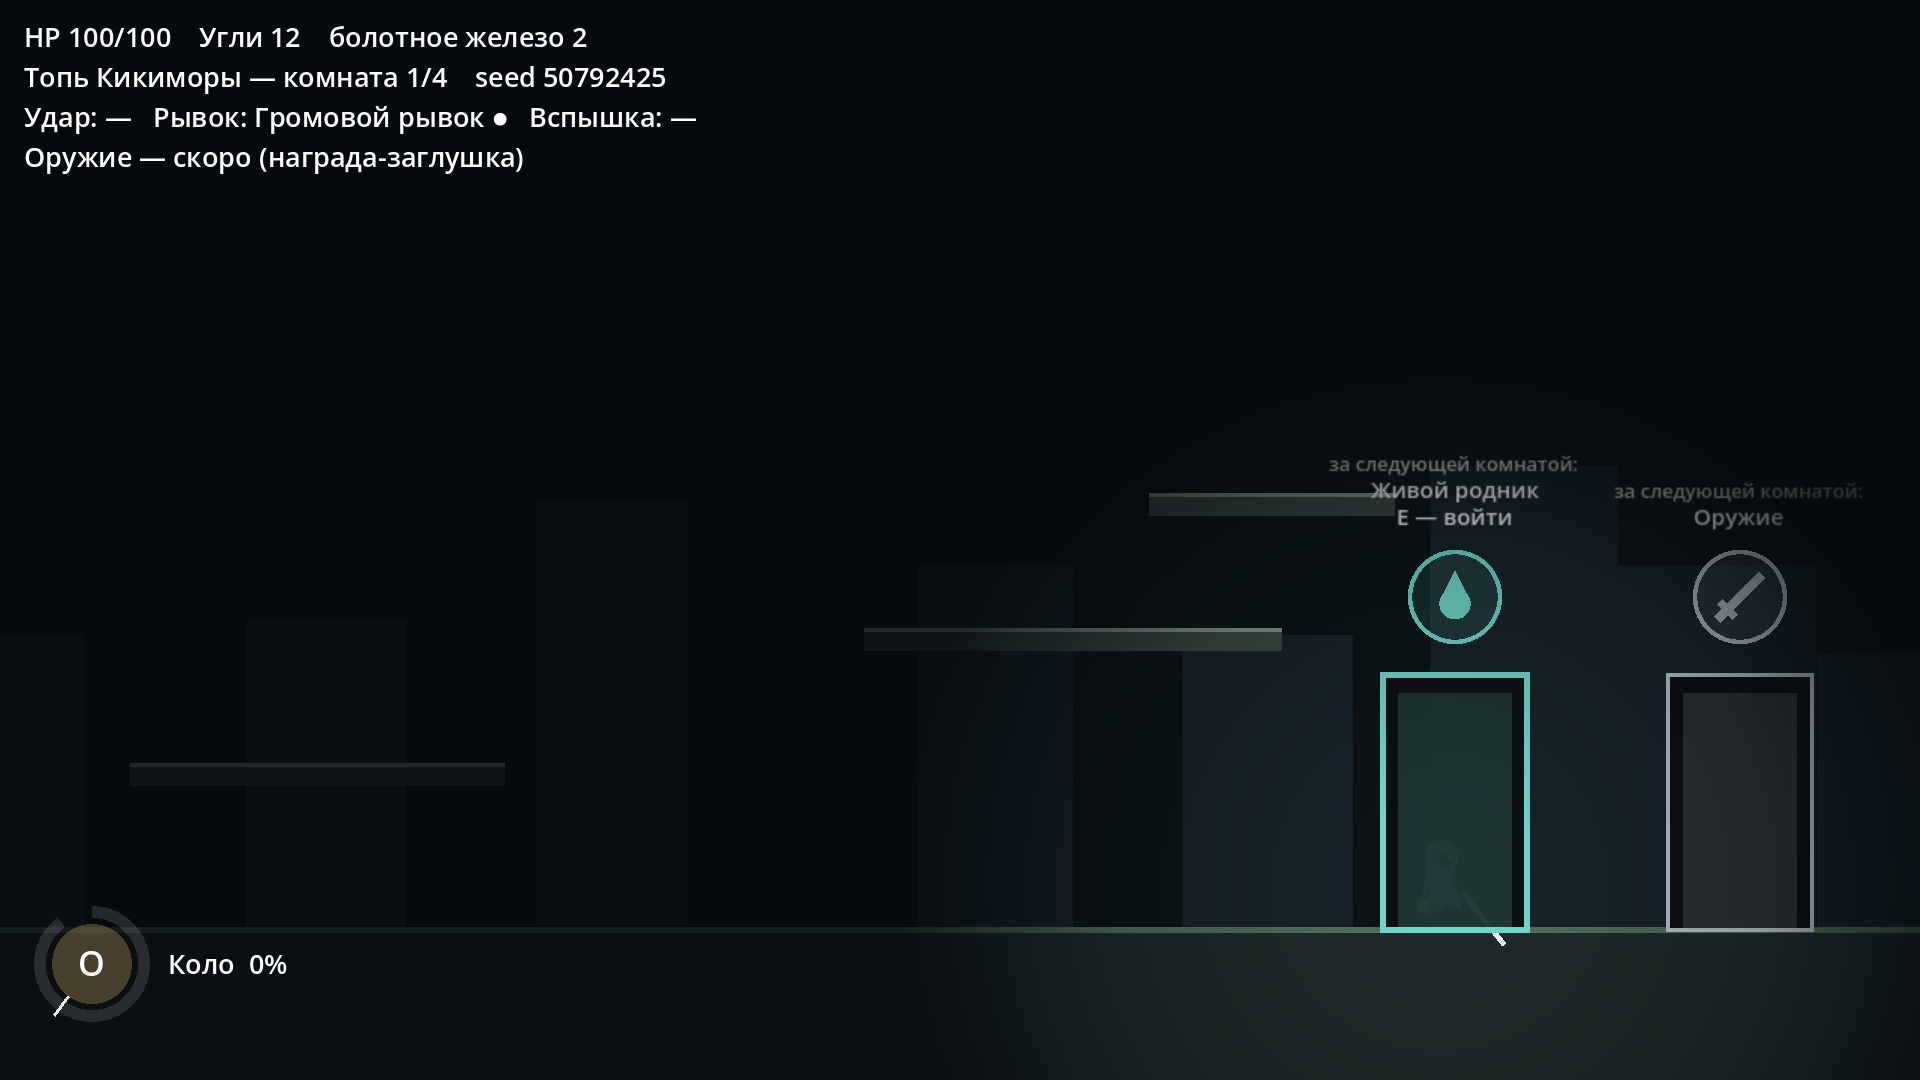 HP 100/100 Угли 12 болотное железо 2
Топь Кикиморы — комната 1/4 seed 50792425
Удар: — Рывок: Громовой рывок ● Вспышка: —
Оружие — скоро (награда-заглушка)
за следующей комнатой:
Живой родник
E — войти
за следующей комнатой:
Оружие
О
Коло 0%